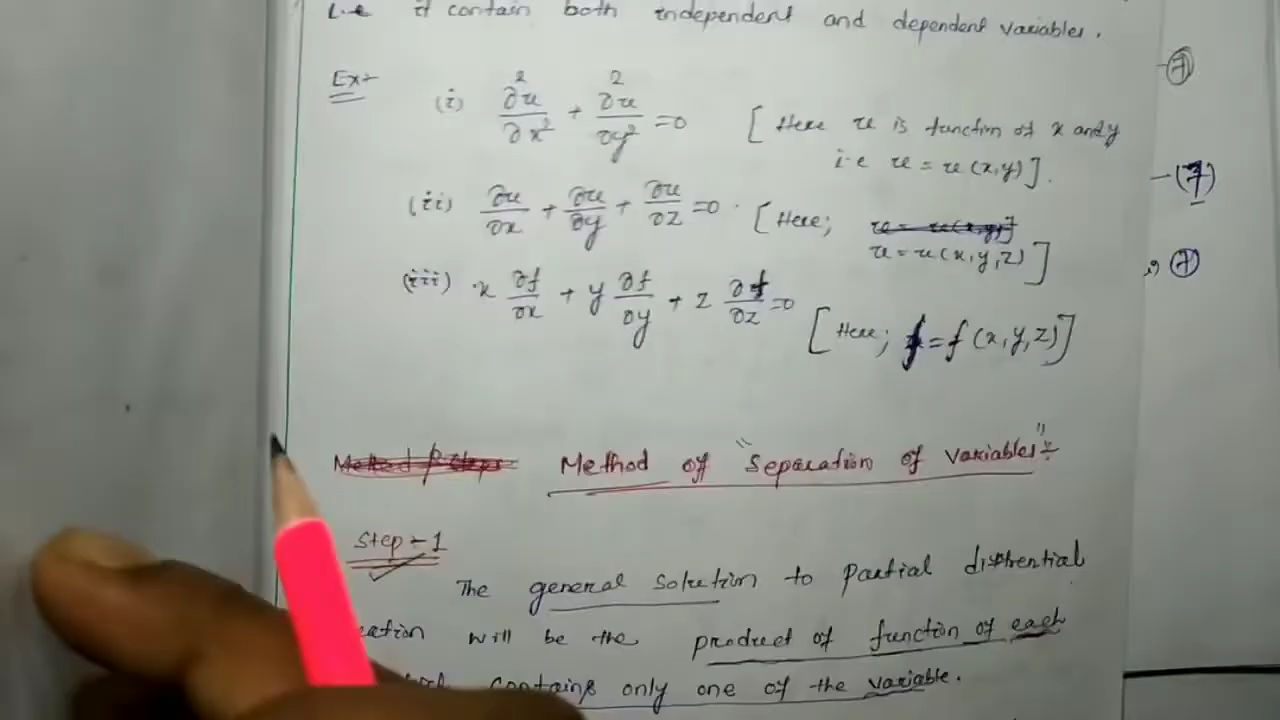 i.e it contain both independent and dependent variables.
Ex÷
(i) ∂²u/∂x² + ∂²u/∂y² = 0 [Here u is function of x and y
i.e u = u(x,y)].
(ii) ∂u/∂x + ∂u/∂y + ∂u/∂z = 0. [Here; u = u(x,y)
u = u(x,y,z)]
(iii) x ∂f/∂x + y ∂f/∂y + z ∂f/∂z = 0 [Here; f = f(x,y,z)]
Method of "Separation of variables"÷
Step-1
The general solution to partial diffrential
will be the product of function of each
contains only one of the variable.